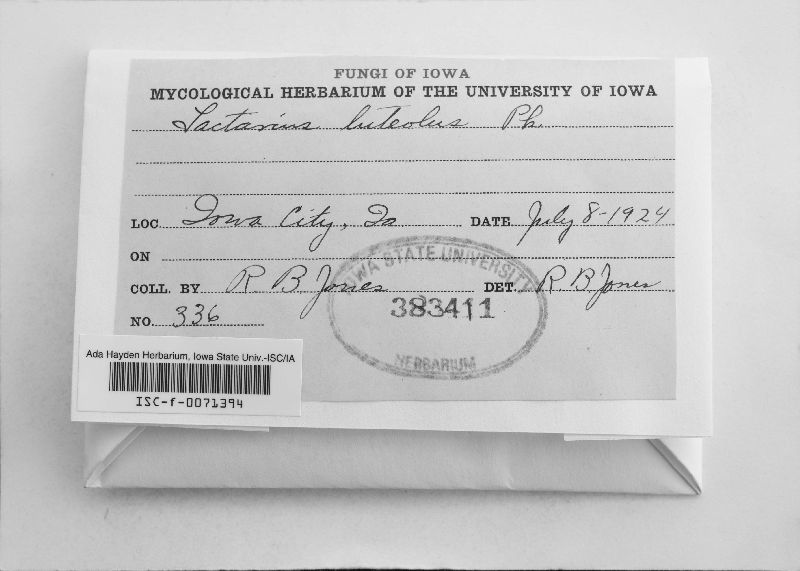 FUNGI OF IOWA
MYCOLOGICAL HERBARIUM OF THE UNIVERSITY OF IOWA
Lactarius luteolus Pk.
LOC. Iowa City, Ia DATE July 8-1924
ON
COLL. BY R B. Jones DET. R. B. Jones
NO. 336
IOWA STATE UNIVERSITY
383411
HERBARIUM
Ada Hayden Herbarium, Iowa State Univ.-ISC/IA
ISC-f-0071394